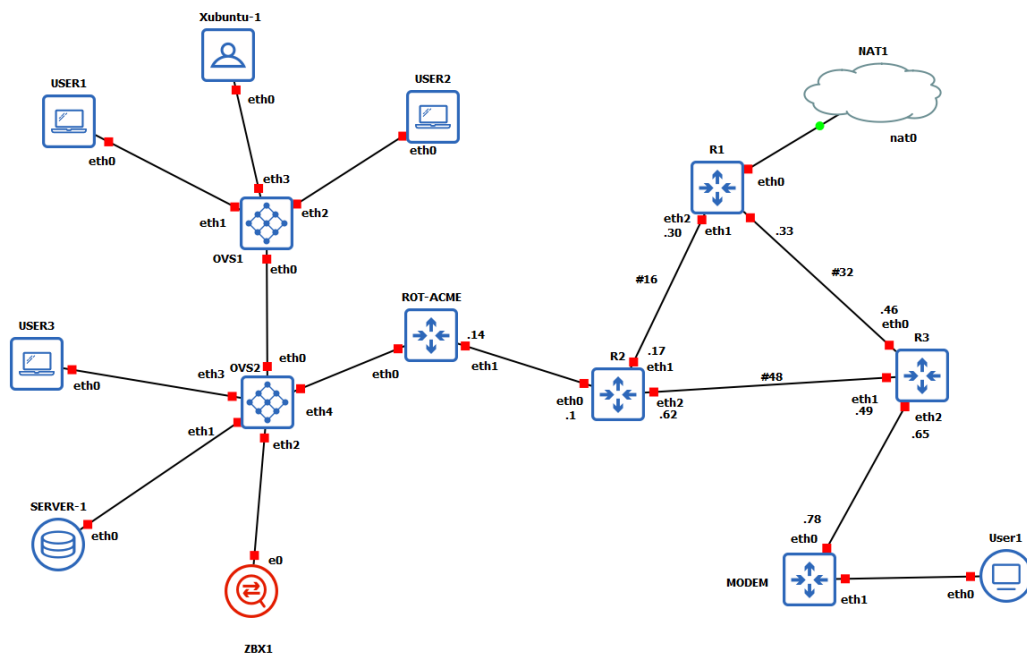 Xubuntu-1
eth0
USER1
eth0
USER2
eth0
eth3
eth1
eth2
OVS1
eth0
NAT1
nat0
R1
eth0
eth2
.30
eth1
.33
#16
#32
ROT-ACME
.14
eth0
eth1
.46
eth0
R3
USER3
eth0
eth0
OVS2
eth3
eth4
eth1
eth2
R2
.17
eth1
eth0
.1
eth2
.62
#48
eth1
.49
eth2
.65
SERVER-1
eth0
e0
ZBX1
.78
eth0
MODEM
eth1
User1
eth0